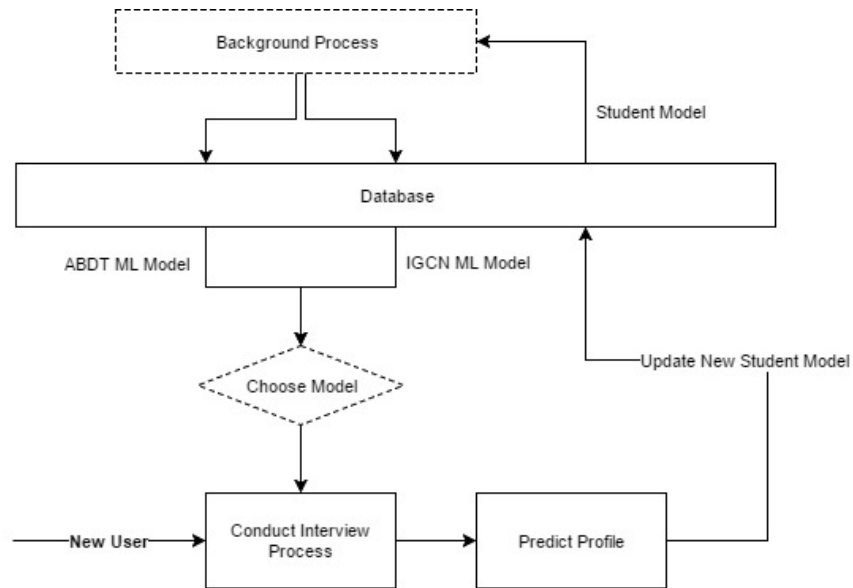 Background Process
Student Model
Database
ABDT ML Model
IGCN ML Model
Choose Model
Update New Student Model
New User
Conduct Interview
Process
Predict Profile